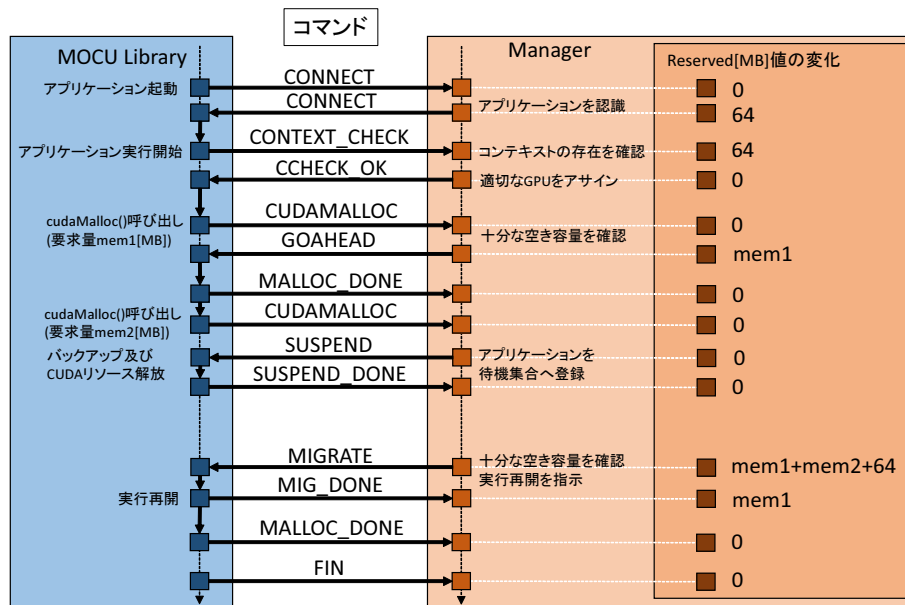 コマンド
MOCU Library
Manager
Reserved[MB]値の変化
アプリケーション起動
CONNECT
0
CONNECT
アプリケーションを認識
64
アプリケーション実行開始
CONTEXT_CHECK
コンテキストの存在を確認
64
CCHECK_OK
適切なGPUをアサイン
0
cudaMalloc()呼び出し
(要求量mem1[MB])
CUDAMALLOC
0
十分な空き容量を確認
GOAHEAD
mem1
MALLOC_DONE
0
cudaMalloc()呼び出し
(要求量mem2[MB])
CUDAMALLOC
0
バックアップ及び
CUDAリソース解放
SUSPEND
アプリケーションを
待機集合へ登録
0
SUSPEND_DONE
0
MIGRATE
十分な空き容量を確認
実行再開を指示
mem1+mem2+64
実行再開
MIG_DONE
mem1
MALLOC_DONE
0
FIN
0